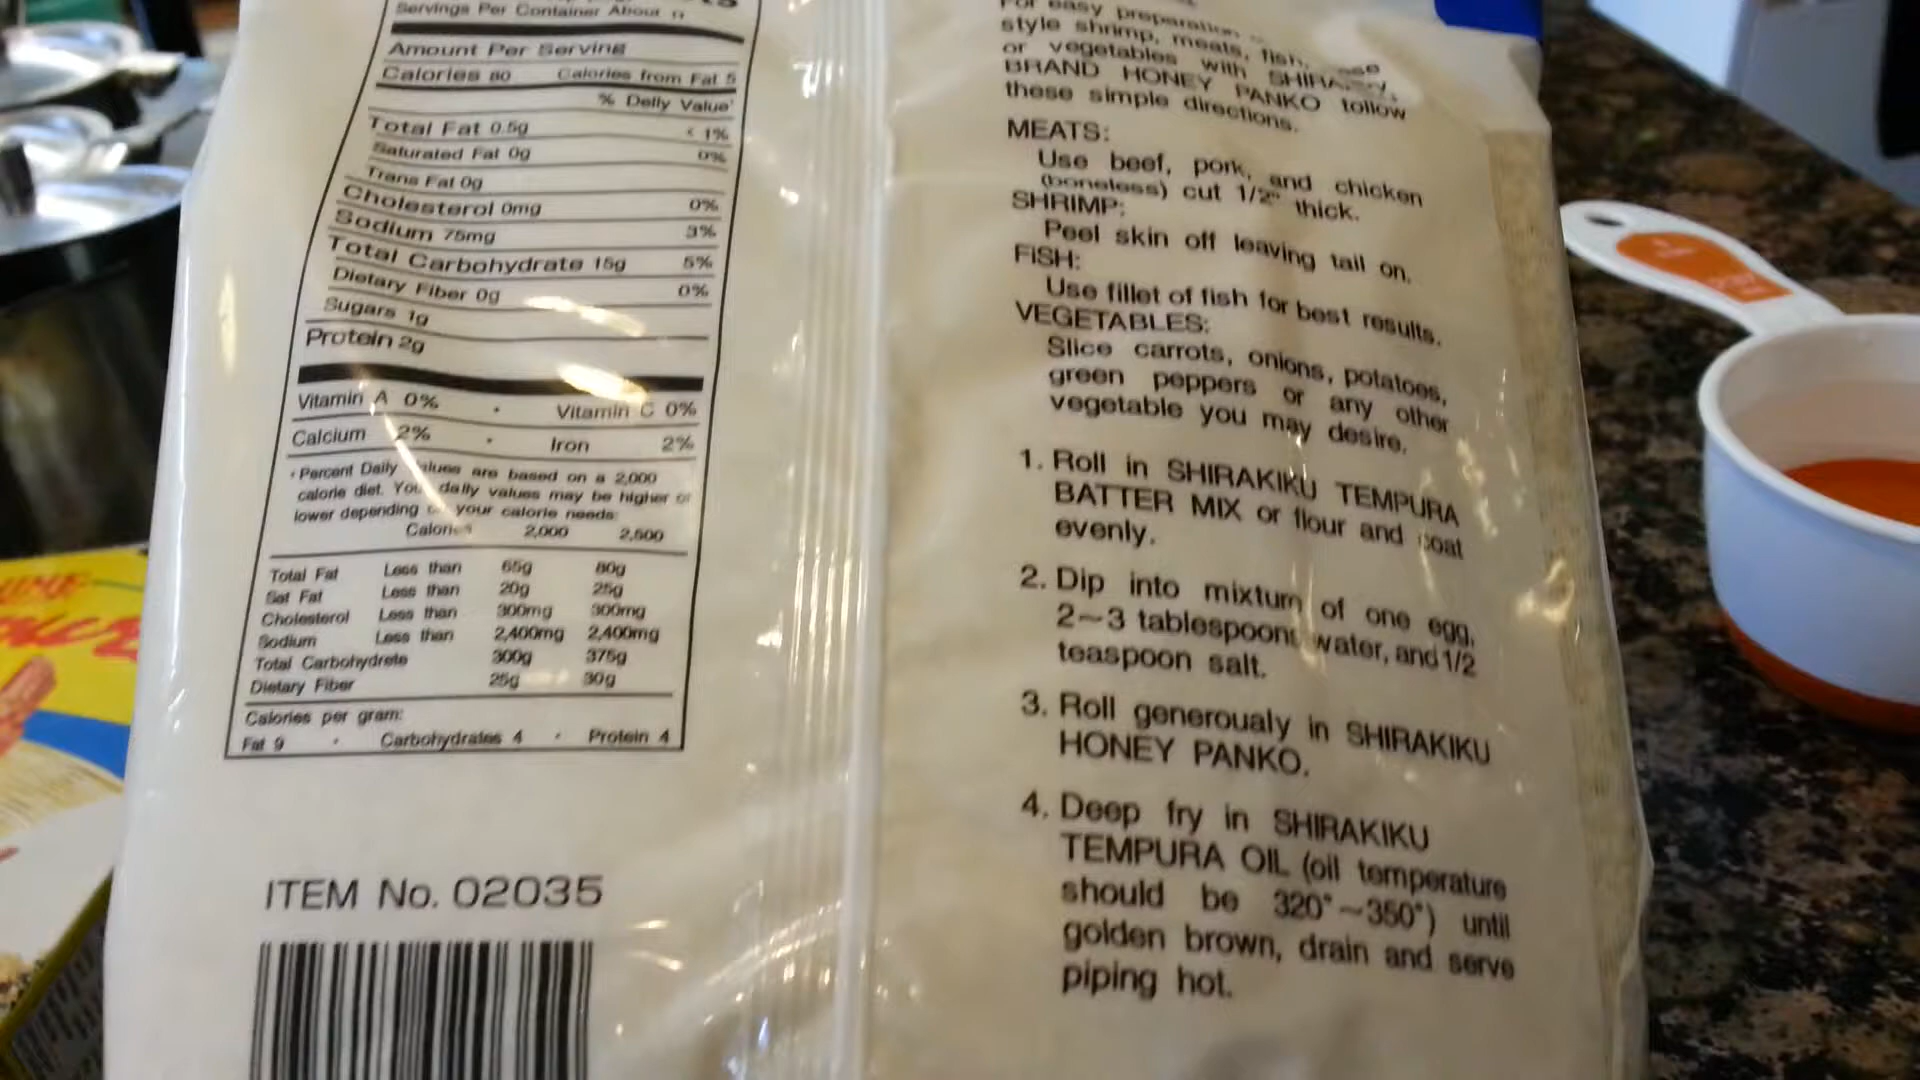 Servings Per Container About 11
Amount Per Serving
Calories 80 Calories from Fat 5
% Daily Value*
Total Fat 0.5g < 1%
Saturated Fat 0g 0%
Trans Fat 0g
Cholesterol 0mg 0%
Sodium 75mg 3%
Total Carbohydrate 15g 5%
Dietary Fiber 0g 0%
Sugars 1g
Protein 2g
Vitamin A 0% • Vitamin C 0%
Calcium 2% • Iron 2%
* Percent Daily Values are based on a 2,000
calorie diet. Your daily values may be higher or
lower depending on your calorie needs:
Calories 2,000 2,500
Total Fat Less than 65g 80g
Sat Fat Less than 20g 25g
Cholesterol Less than 300mg 300mg
Sodium Less than 2,400mg 2,400mg
Total Carbohydrate 300g 375g
Dietary Fiber 25g 30g
Calories per gram:
Fat 9 • Carbohydrates 4 • Protein 4
ITEM No. 02035
For easy preparation
style shrimp, meats, fish,
or vegetables with SHIRAKIKU
BRAND HONEY PANKO follow
these simple directions.
MEATS:
Use beef, pork, and chicken
(boneless) cut 1/2" thick.
SHRIMP:
Peel skin off leaving tail on.
FISH:
Use fillet of fish for best results.
VEGETABLES:
Slice carrots, onions, potatoes,
green peppers or any other
vegetable you may desire.
1. Roll in SHIRAKIKU TEMPURA
BATTER MIX or flour and coat
evenly.
2. Dip into mixturn of one egg,
2~3 tablespoons water, and 1/2
teaspoon salt.
3. Roll generoualy in SHIRAKIKU
HONEY PANKO.
4. Deep fry in SHIRAKIKU
TEMPURA OIL (oil temperature
should be 320°~350°) until
golden brown, drain and serve
piping hot.